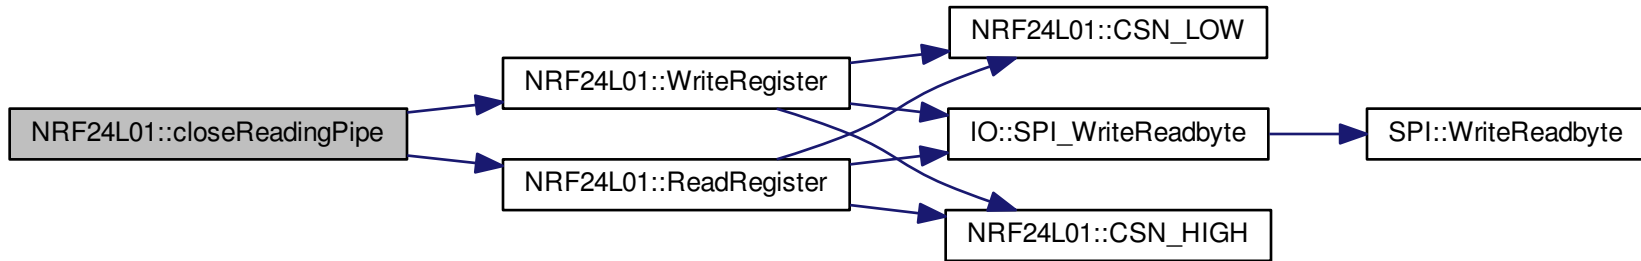 NRF24L01::closeReadingPipe
NRF24L01::WriteRegister
NRF24L01::ReadRegister
NRF24L01::CSN_LOW
IO::SPI_WriteReadbyte
NRF24L01::CSN_HIGH
SPI::WriteReadbyte